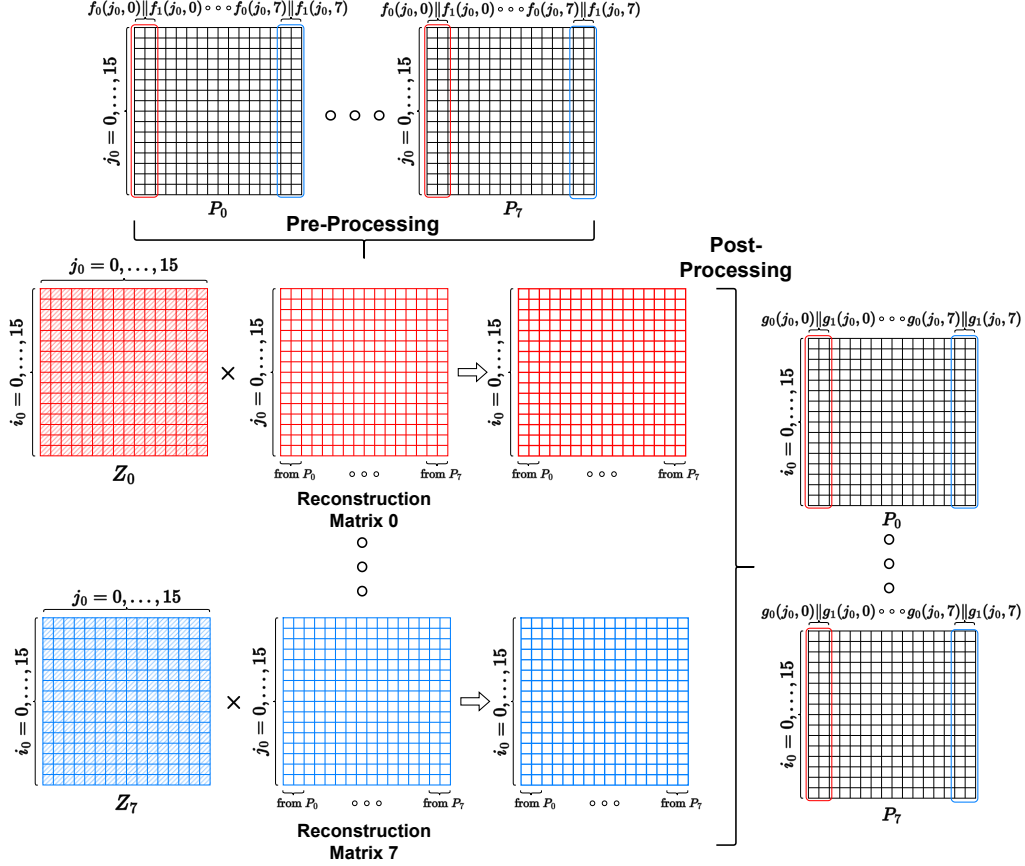 f₀(j₀, 0)∥f₁(j₀, 0) ∘∘∘ f₀(j₀, 7)∥f₁(j₀, 7)
f₀(j₀, 0)∥f₁(j₀, 0) ∘∘∘ f₀(j₀, 7)∥f₁(j₀, 7)
j₀ = 0, . . . , 15
j₀ = 0, . . . , 15
P₀
P₇
Pre-Processing
Post-
Processing
j₀ = 0, . . . , 15
i₀ = 0, . . . , 15
×
j₀ = 0, . . . , 15
i₀ = 0, . . . , 15
Z₀
from P₀ ∘∘∘ from P₇
from P₀ ∘∘∘ from P₇
Reconstruction
Matrix 0
j₀ = 0, . . . , 15
i₀ = 0, . . . , 15
×
j₀ = 0, . . . , 15
i₀ = 0, . . . , 15
Z₇
from P₀ ∘∘∘ from P₇
from P₀ ∘∘∘ from P₇
Reconstruction
Matrix 7
g₀(j₀, 0)∥g₁(j₀, 0) ∘∘∘ g₀(j₀, 7)∥g₁(j₀, 7)
i₀ = 0, . . . , 15
P₀
g₀(j₀, 0)∥g₁(j₀, 0) ∘∘∘ g₀(j₀, 7)∥g₁(j₀, 7)
i₀ = 0, . . . , 15
P₇